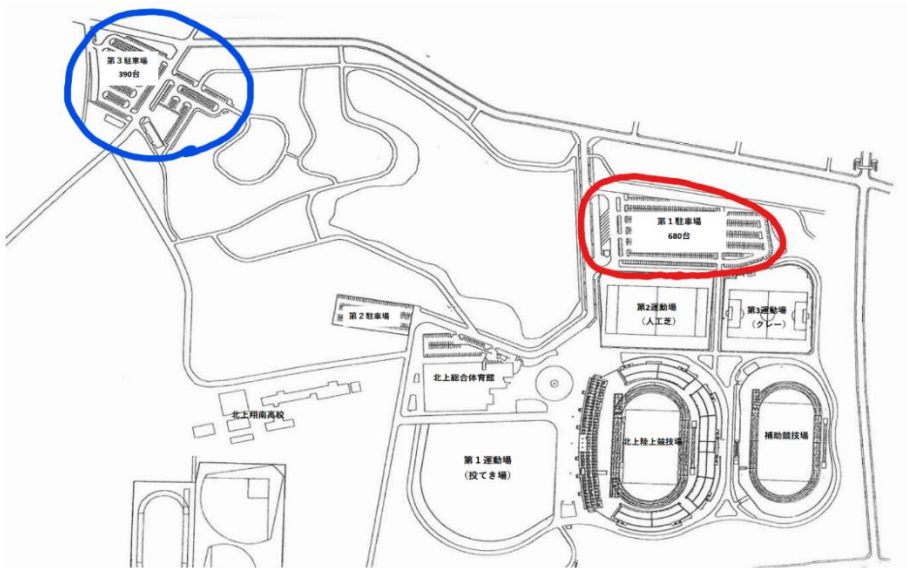 第３駐車場
390台
第１駐車場
680台
第2運動場
（人工芝）
第3運動場
（クレー）
第２駐車場
北上総合体育館
北上翔南高校
北上陸上競技場
補助競技場
第１運動場
（投てき場）